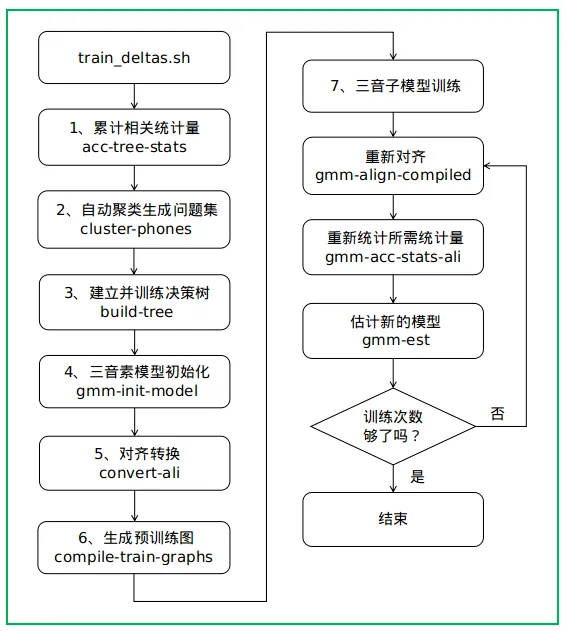 train_deltas.sh
1、累计相关统计量
acc-tree-stats
2、自动聚类生成问题集
cluster-phones
3、建立并训练决策树
build-tree
4、三音素模型初始化
gmm-init-model
5、对齐转换
convert-ali
6、生成预训练图
compile-train-graphs
7、三音子模型训练
重新对齐
gmm-align-compiled
重新统计所需统计量
gmm-acc-stats-ali
估计新的模型
gmm-est
训练次数
够了吗？
否
是
结束